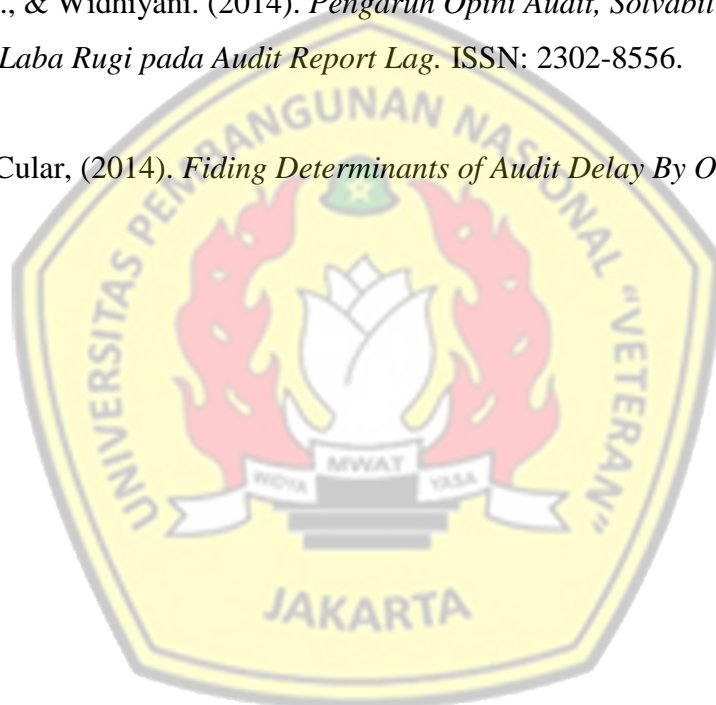 ., & Widhiyani. (2014). Pengaruh Opini Audit, Solvabil
Laba Rugi pada Audit Report Lag. ISSN: 2302-8556.
Cular, (2014). Fiding Determinants of Audit Delay By O
UNIVERSITAS PEMBANGUNAN NASIONAL "VETERAN"
WIDYA MWAT YASA
JAKARTA